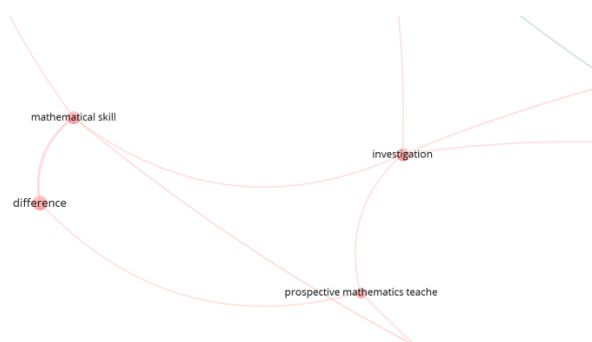 mathematical skill
investigation
difference
prospective mathematics teache